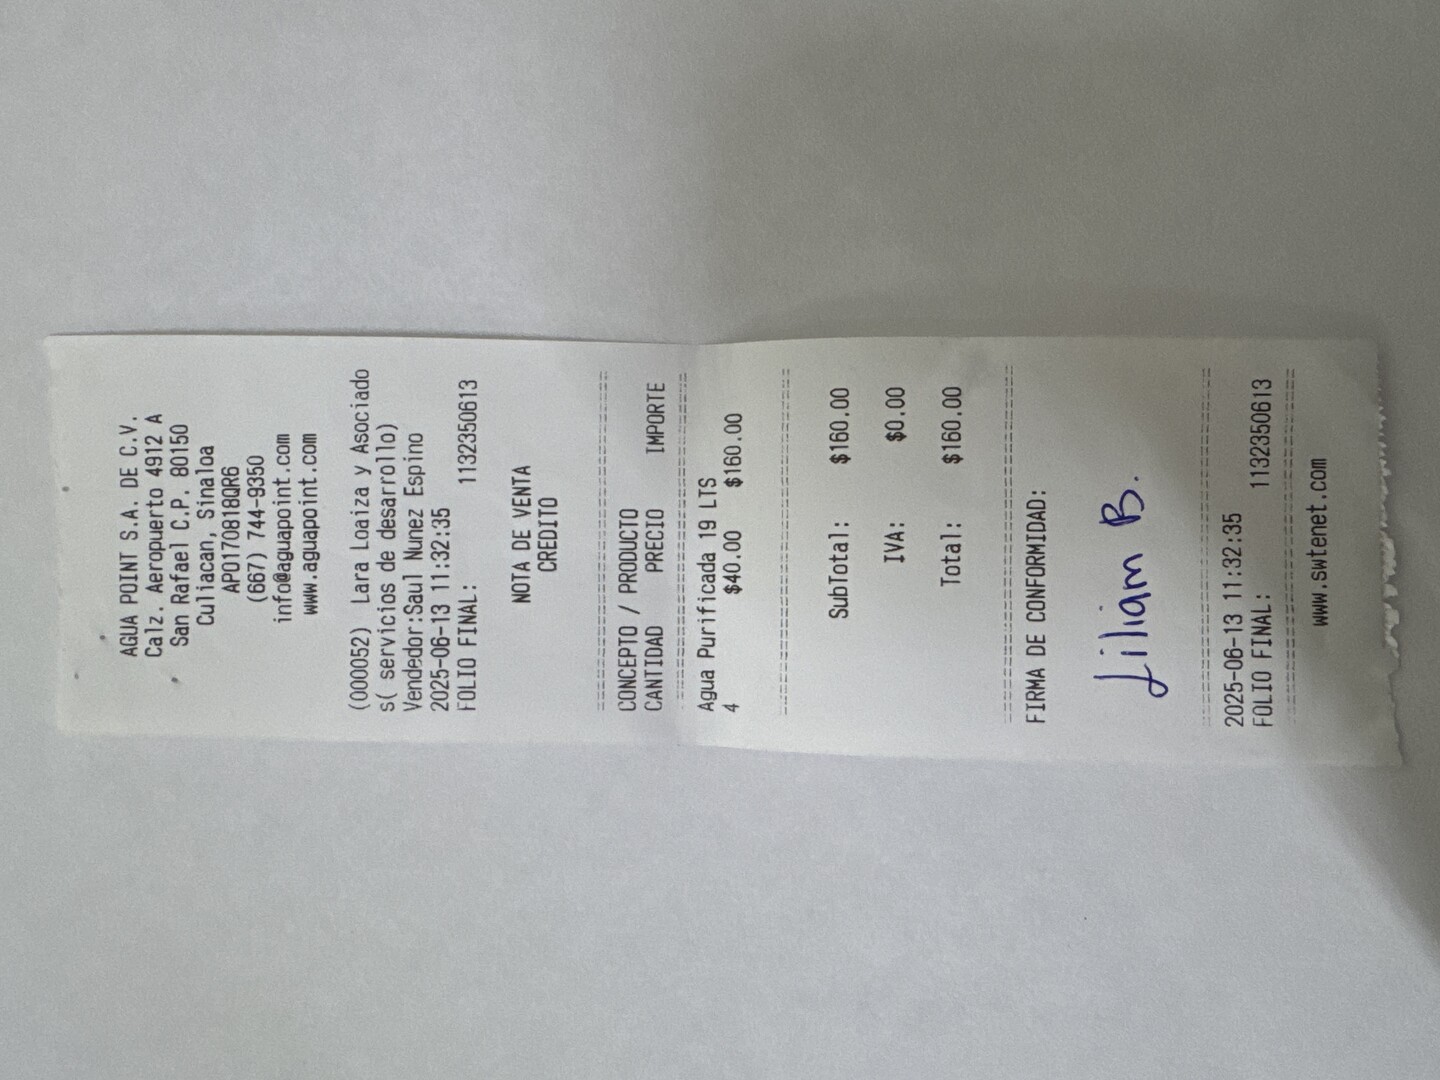 AGUA POINT S.A. DE C.V.
Calz. Aeropuerto 4912 A
San Rafael C.P. 80150
Culiacan, Sinaloa
APO170818QR6
(667) 744-9350
info@aguapoint.com
www.aguapoint.com
(000052) Lara Loaiza y Asociado
s( servicios de desarrollo)
Vendedor:Saul Nunez Espino
2025-06-13 11:32:35
FOLIO FINAL: 1132350613
NOTA DE VENTA
CREDITO
CONCEPTO / PRODUCTO
CANTIDAD PRECIO IMPORTE
Agua Purificada 19 LTS
4 $40.00 $160.00
SubTotal: $160.00
IVA: $0.00
Total: $160.00
FIRMA DE CONFORMIDAD:
Liliam B.
2025-06-13 11:32:35
FOLIO FINAL: 1132350613
www.swtenet.com